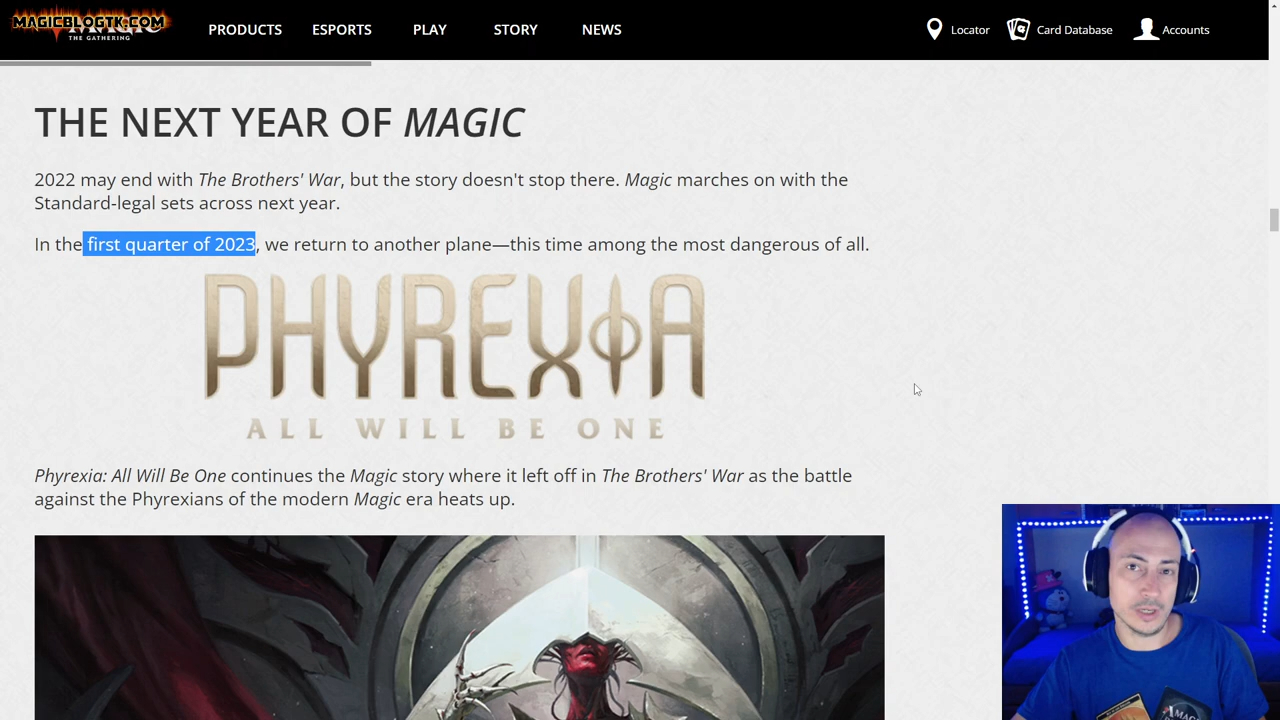 MAGICBLOGTK.COM
THE GATHERING
PRODUCTS ESPORTS PLAY STORY NEWS
Locator Card Database Accounts
THE NEXT YEAR OF MAGIC
2022 may end with The Brothers' War, but the story doesn't stop there. Magic marches on with the
Standard-legal sets across next year.
In the first quarter of 2023, we return to another plane—this time among the most dangerous of all.
PHYREXIA
ALL WILL BE ONE
Phyrexia: All Will Be One continues the Magic story where it left off in The Brothers' War as the battle
against the Phyrexians of the modern Magic era heats up.